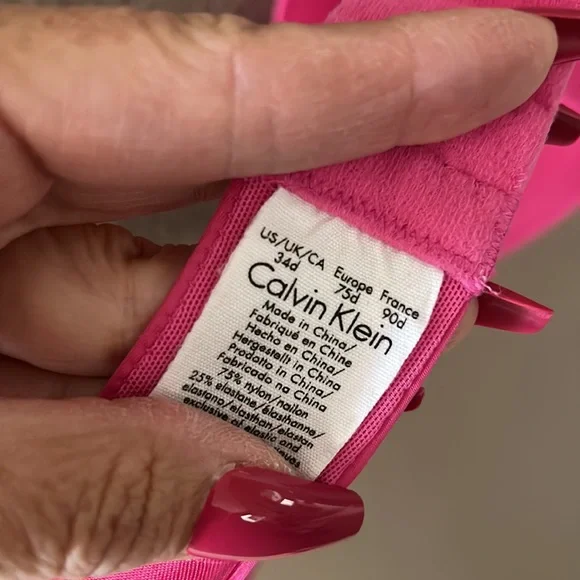 US/UK/CA Europe France
34d 75d 90d
Calvin Klein
Made in China/
Fabriqué en Chine
Hecho en China/
Hergestellt in China/
Prodotto in China/
Fabricado na China
75% nylon/nailon
25% elastane/élasthanne/
elastano/elasthan/elastan
exclusive of elastic and